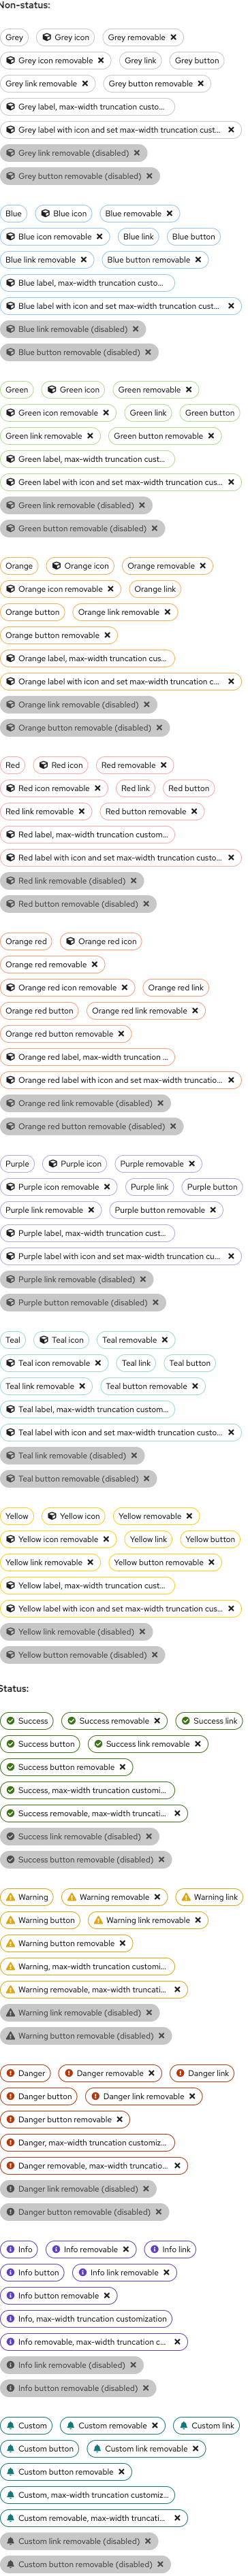 Non-status:
Grey Grey icon Grey removable
Grey icon removable Grey link Grey button
Grey link removable Grey button removable
Grey label, max-width truncation custo...
Grey label with icon and set max-width truncation cust...
Grey link removable (disabled)
Grey button removable (disabled)
Blue Blue icon Blue removable
Blue icon removable Blue link Blue button
Blue link removable Blue button removable
Blue label, max-width truncation custo...
Blue label with icon and set max-width truncation cust...
Blue link removable (disabled)
Blue button removable (disabled)
Green Green icon Green removable
Green icon removable Green link Green button
Green link removable Green button removable
Green label, max-width truncation cust...
Green label with icon and set max-width truncation cus...
Green link removable (disabled)
Green button removable (disabled)
Orange Orange icon Orange removable
Orange icon removable Orange link
Orange button Orange link removable
Orange button removable
Orange label, max-width truncation cus...
Orange label with icon and set max-width truncation c...
Orange link removable (disabled)
Orange button removable (disabled)
Red Red icon Red removable
Red icon removable Red link Red button
Red link removable Red button removable
Red label, max-width truncation custom...
Red label with icon and set max-width truncation custo...
Red link removable (disabled)
Red button removable (disabled)
Orange red Orange red icon
Orange red removable
Orange red icon removable Orange red link
Orange red button Orange red link removable
Orange red button removable
Orange red label, max-width truncation ...
Orange red label with icon and set max-width truncatio...
Orange red link removable (disabled)
Orange red button removable (disabled)
Purple Purple icon Purple removable
Purple icon removable Purple link Purple button
Purple link removable Purple button removable
Purple label, max-width truncation cust...
Purple label with icon and set max-width truncation cu...
Purple link removable (disabled)
Purple button removable (disabled)
Teal Teal icon Teal removable
Teal icon removable Teal link Teal button
Teal link removable Teal button removable
Teal label, max-width truncation custom...
Teal label with icon and set max-width truncation custo...
Teal link removable (disabled)
Teal button removable (disabled)
Yellow Yellow icon Yellow removable
Yellow icon removable Yellow link Yellow button
Yellow link removable Yellow button removable
Yellow label, max-width truncation cust...
Yellow label with icon and set max-width truncation cus...
Yellow link removable (disabled)
Yellow button removable (disabled)
Status:
Success Success removable Success link
Success button Success link removable
Success button removable
Success, max-width truncation customi...
Success removable, max-width truncati...
Success link removable (disabled)
Success button removable (disabled)
Warning Warning removable Warning link
Warning button Warning link removable
Warning button removable
Warning, max-width truncation customi...
Warning removable, max-width truncati...
Warning link removable (disabled)
Warning button removable (disabled)
Danger Danger removable Danger link
Danger button Danger link removable
Danger button removable
Danger, max-width truncation customiz...
Danger removable, max-width truncatio...
Danger link removable (disabled)
Danger button removable (disabled)
Info Info removable Info link
Info button Info link removable
Info button removable
Info, max-width truncation customization
Info removable, max-width truncation c...
Info link removable (disabled)
Info button removable (disabled)
Custom Custom removable Custom link
Custom button Custom link removable
Custom button removable
Custom, max-width truncation customiz...
Custom removable, max-width truncati...
Custom link removable (disabled)
Custom button removable (disabled)